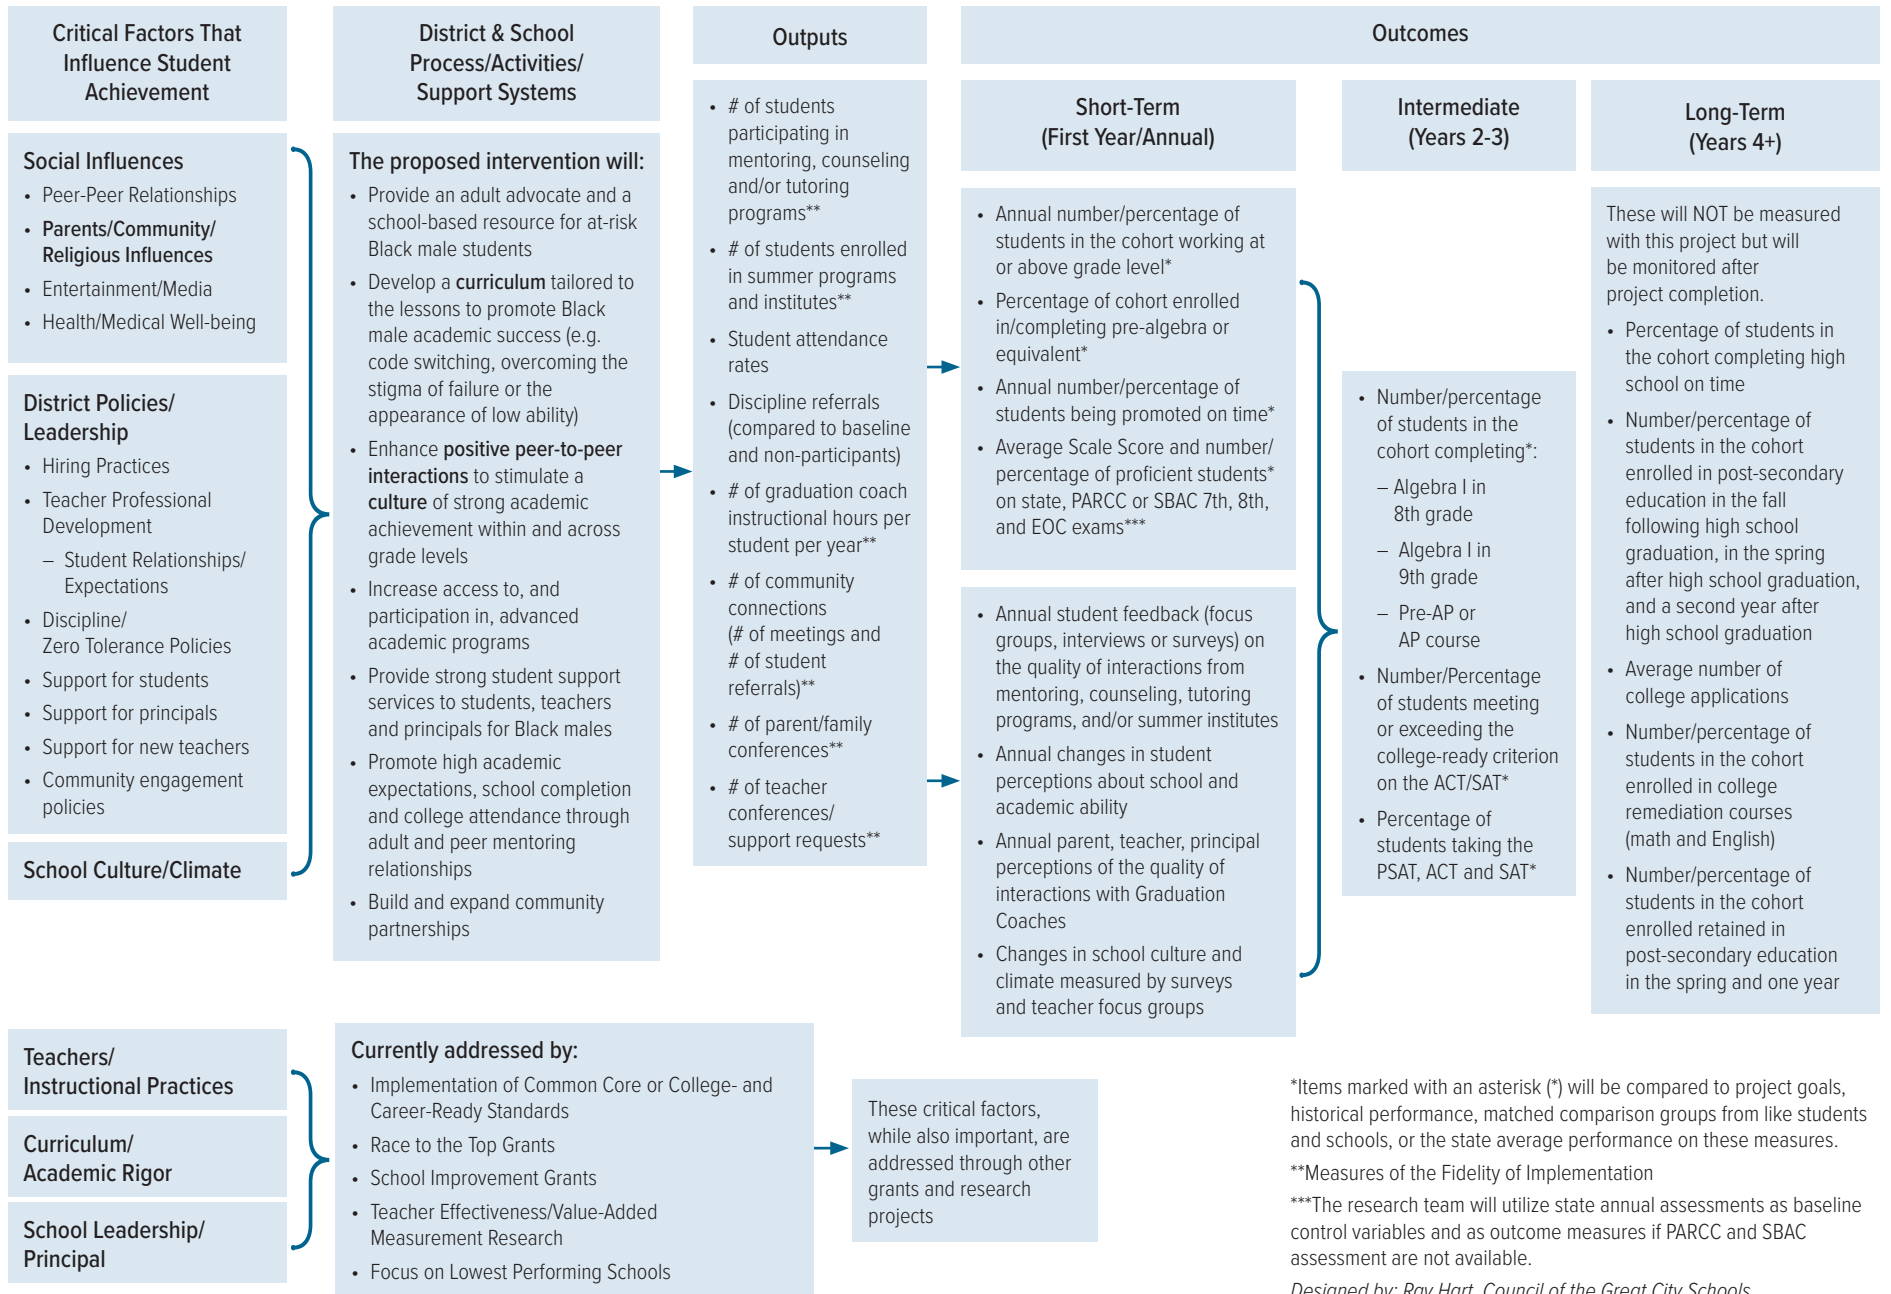 Critical Factors That
Influence Student
Achievement
Social Influences
• Peer-Peer Relationships
• Parents/Community/
Religious Influences
• Entertainment/Media
• Health/Medical Well-being
District Policies/
Leadership
• Hiring Practices
• Teacher Professional
Development
– Student Relationships/
Expectations
• Discipline/
Zero Tolerance Policies
• Support for students
• Support for principals
• Support for new teachers
• Community engagement
policies
School Culture/Climate
District & School
Process/Activities/
Support Systems
The proposed intervention will:
• Provide an adult advocate and a
school-based resource for at-risk
Black male students
• Develop a curriculum tailored to
the lessons to promote Black
male academic success (e.g.
code switching, overcoming the
stigma of failure or the
appearance of low ability)
• Enhance positive peer-to-peer
interactions to stimulate a
culture of strong academic
achievement within and across
grade levels
• Increase access to, and
participation in, advanced
academic programs
• Provide strong student support
services to students, teachers
and principals for Black males
• Promote high academic
expectations, school completion
and college attendance through
adult and peer mentoring
relationships
• Build and expand community
partnerships
Outputs
• # of students
participating in
mentoring, counseling
and/or tutoring
programs**
• # of students enrolled
in summer programs
and institutes**
• Student attendance
rates
• Discipline referrals
(compared to baseline
and non-participants)
• # of graduation coach
instructional hours per
student per year**
• # of community
connections
(# of meetings and
# of student
referrals)**
• # of parent/family
conferences**
• # of teacher
conferences/
support requests**
Outcomes
Short-Term
(First Year/Annual)
• Annual number/percentage of
students in the cohort working at
or above grade level*
• Percentage of cohort enrolled
in/completing pre-algebra or
equivalent*
• Annual number/percentage of
students being promoted on time*
• Average Scale Score and number/
percentage of proficient students*
on state, PARCC or SBAC 7th, 8th,
and EOC exams***
• Annual student feedback (focus
groups, interviews or surveys) on
the quality of interactions from
mentoring, counseling, tutoring
programs, and/or summer institutes
• Annual changes in student
perceptions about school and
academic ability
• Annual parent, teacher, principal
perceptions of the quality of
interactions with Graduation
Coaches
• Changes in school culture and
climate measured by surveys
and teacher focus groups
Intermediate
(Years 2-3)
• Number/percentage
of students in the
cohort completing*:
– Algebra I in
8th grade
– Algebra I in
9th grade
– Pre-AP or
AP course
• Number/Percentage
of students meeting
or exceeding the
college-ready criterion
on the ACT/SAT*
• Percentage of
students taking the
PSAT, ACT and SAT*
Long-Term
(Years 4+)
These will NOT be measured
with this project but will
be monitored after
project completion.
• Percentage of students in
the cohort completing high
school on time
• Number/percentage of
students in the cohort
enrolled in post-secondary
education in the fall
following high school
graduation, in the spring
after high school graduation,
and a second year after
high school graduation
• Average number of
college applications
• Number/percentage of
students in the cohort
enrolled in college
remediation courses
(math and English)
• Number/percentage of
students in the cohort
enrolled retained in
post-secondary education
in the spring and one year
Teachers/
Instructional Practices
Curriculum/
Academic Rigor
School Leadership/
Principal
Currently addressed by:
• Implementation of Common Core or College- and
Career-Ready Standards
• Race to the Top Grants
• School Improvement Grants
• Teacher Effectiveness/Value-Added
Measurement Research
• Focus on Lowest Performing Schools
These critical factors,
while also important, are
addressed through other
grants and research
projects
*Items marked with an asterisk (*) will be compared to project goals,
historical performance, matched comparison groups from like students
and schools, or the state average performance on these measures.
**Measures of the Fidelity of Implementation
***The research team will utilize state annual assessments as baseline
control variables and as outcome measures if PARCC and SBAC
assessment are not available.
Designed by: Ray Hart, Council of the Great City Schools